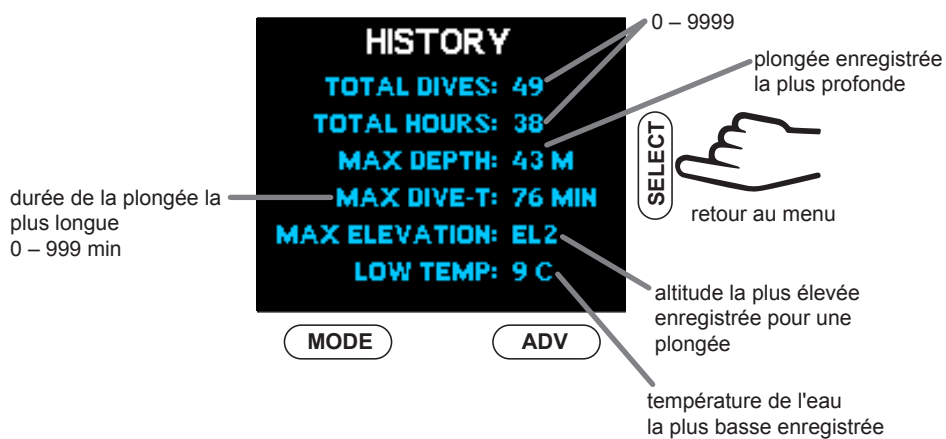 HISTORY
TOTAL DIVES: 49
TOTAL HOURS: 38
MAX DEPTH: 43 M
MAX DIVE-T: 76 MIN
MAX ELEVATION: EL2
LOW TEMP: 9 C
0 – 9999
plongée enregistrée
la plus profonde
SELECT
retour au menu
durée de la plongée la
plus longue
0 – 999 min
altitude la plus élevée
enregistrée pour une
plongée
température de l'eau
la plus basse enregistrée
MODE
ADV